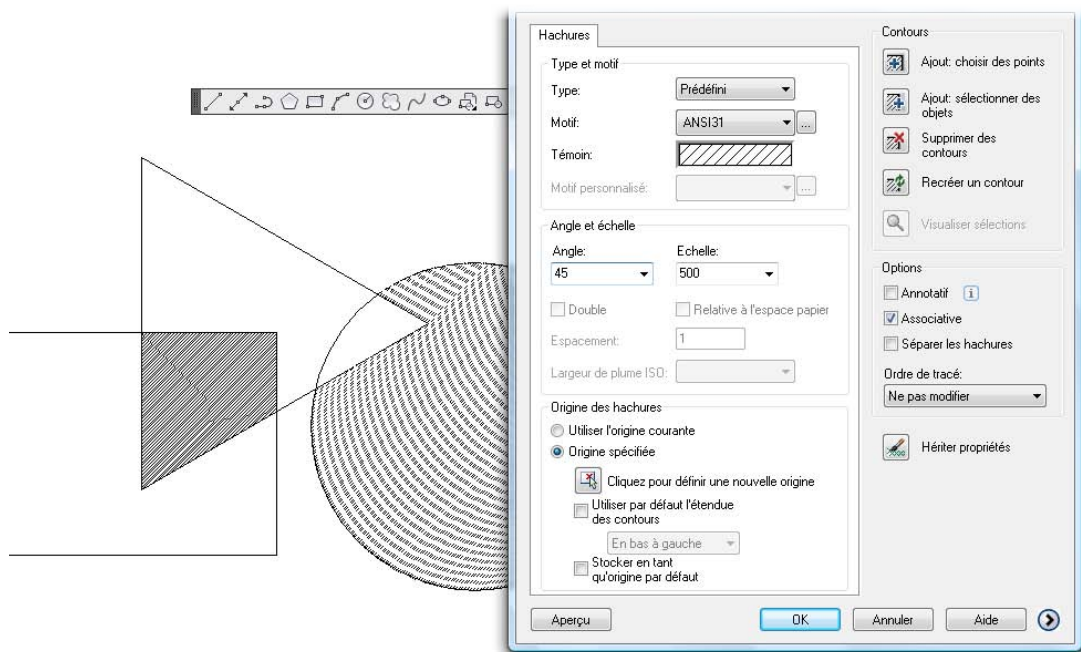 Hachures
Type et motif
Type:
Prédéfini
Motif:
ANSI31
...
Témoin:
Motif personnalisé:
...
Angle et échelle
Angle:
Echelle:
45
500
Double
Relative à l'espace papier
Espacement:
1
Largeur de plume ISO:
Origine des hachures
Utiliser l'origine courante
Origine spécifiée
Cliquez pour définir une nouvelle origine
Utiliser par défaut l'étendue
des contours
En bas à gauche
Stocker en tant
qu'origine par défaut
Contours
Ajout: choisir des points
Ajout: sélectionner des
objets
Supprimer des
contours
Recréer un contour
Visualiser sélections
Options
Annotatif
i
Associative
Séparer les hachures
Ordre de tracé:
Ne pas modifier
Hériter propriétés
Aperçu
OK
Annuler
Aide